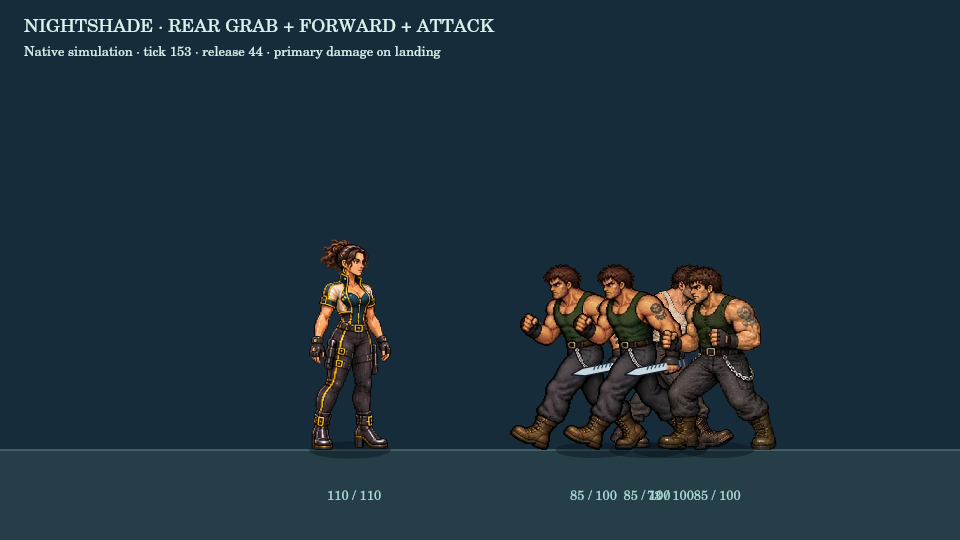 NIGHTSHADE · REAR GRAB + FORWARD + ATTACK
Native simulation · tick 153 · release 44 · primary damage on landing
110 / 110
85 / 100
85 /
100
85 / 100